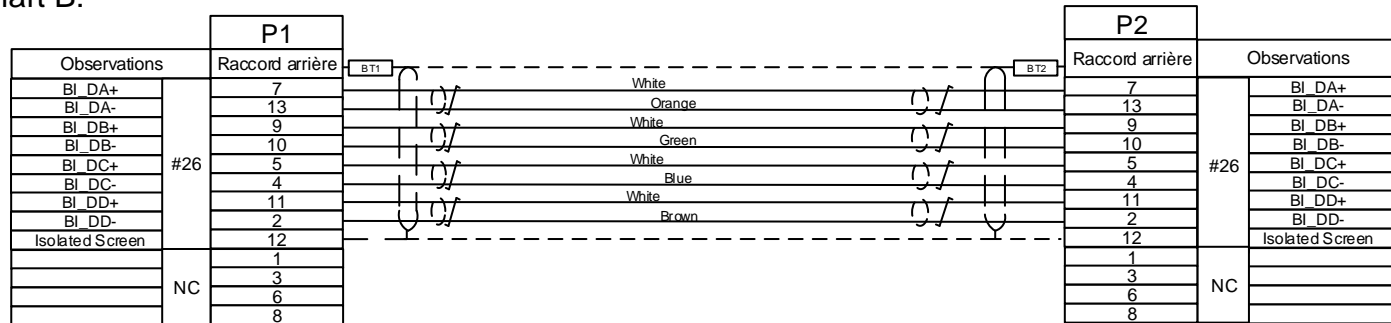 P1 P2
Observations Raccord arrière BT1 BT2 Raccord arrière Observations
BI_DA+ 7 White 7 BI_DA+
BI_DA- 13 Orange 13 BI_DA-
BI_DB+ 9 White 9 BI_DB+
BI_DB- 10 Green 10 BI_DB-
BI_DC+ #26 5 White 5 #26 BI_DC+
BI_DC- 4 Blue 4 BI_DC-
BI_DD+ 11 White 11 BI_DD+
BI_DD- 2 Brown 2 BI_DD-
Isolated Screen 12 12 Isolated Screen
1 1
3 3
NC 6 6 NC
8 8